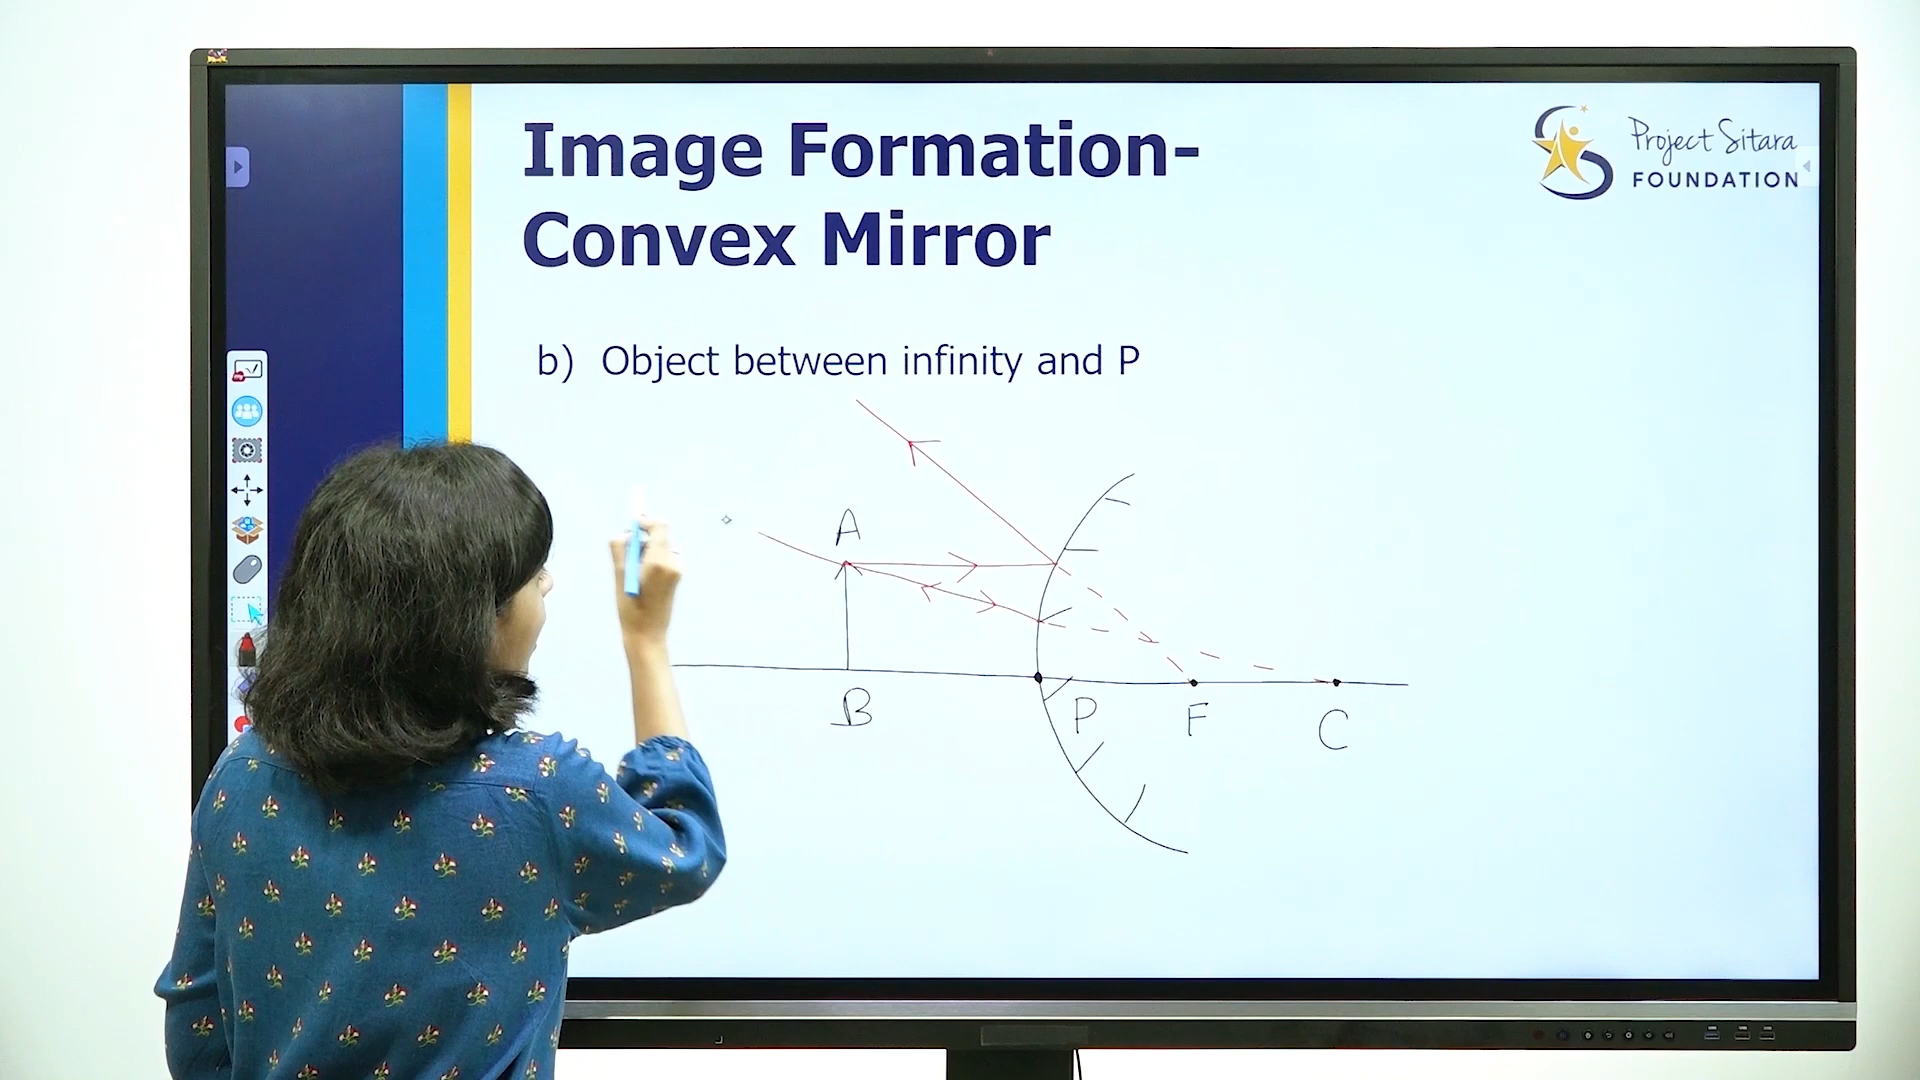 Image Formation-
Convex Mirror
Project Sitara
FOUNDATION
b) Object between infinity and P
A
B
P
F
C